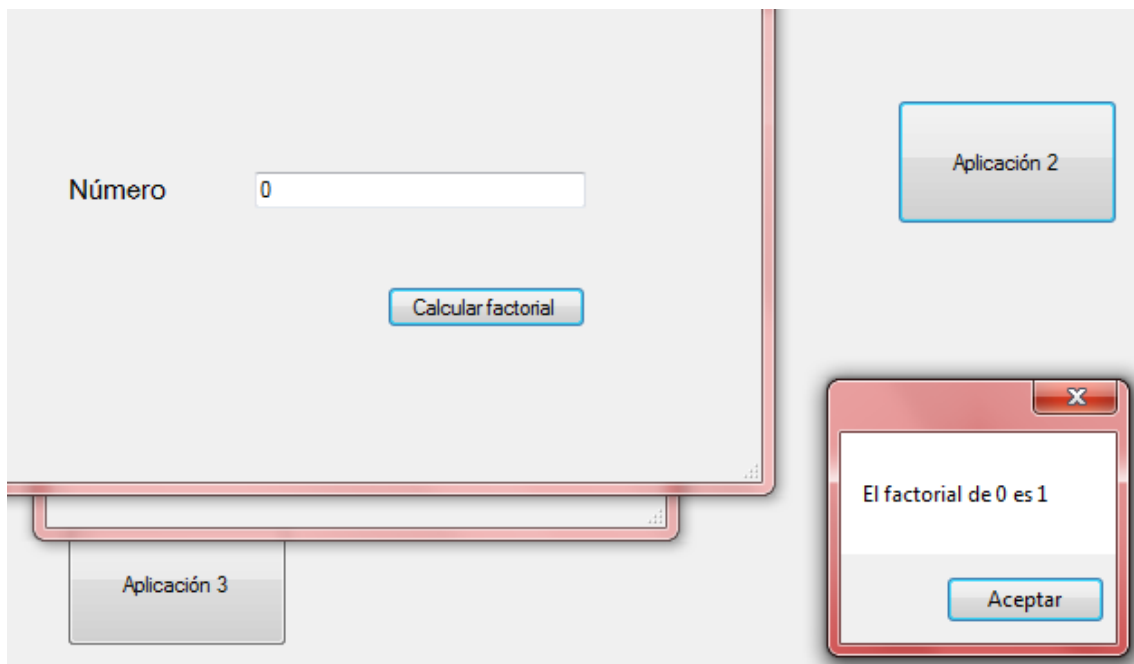 Número
0
Calcular factorial
Aplicación 2
El factorial de 0 es 1
Aceptar
Aplicación 3